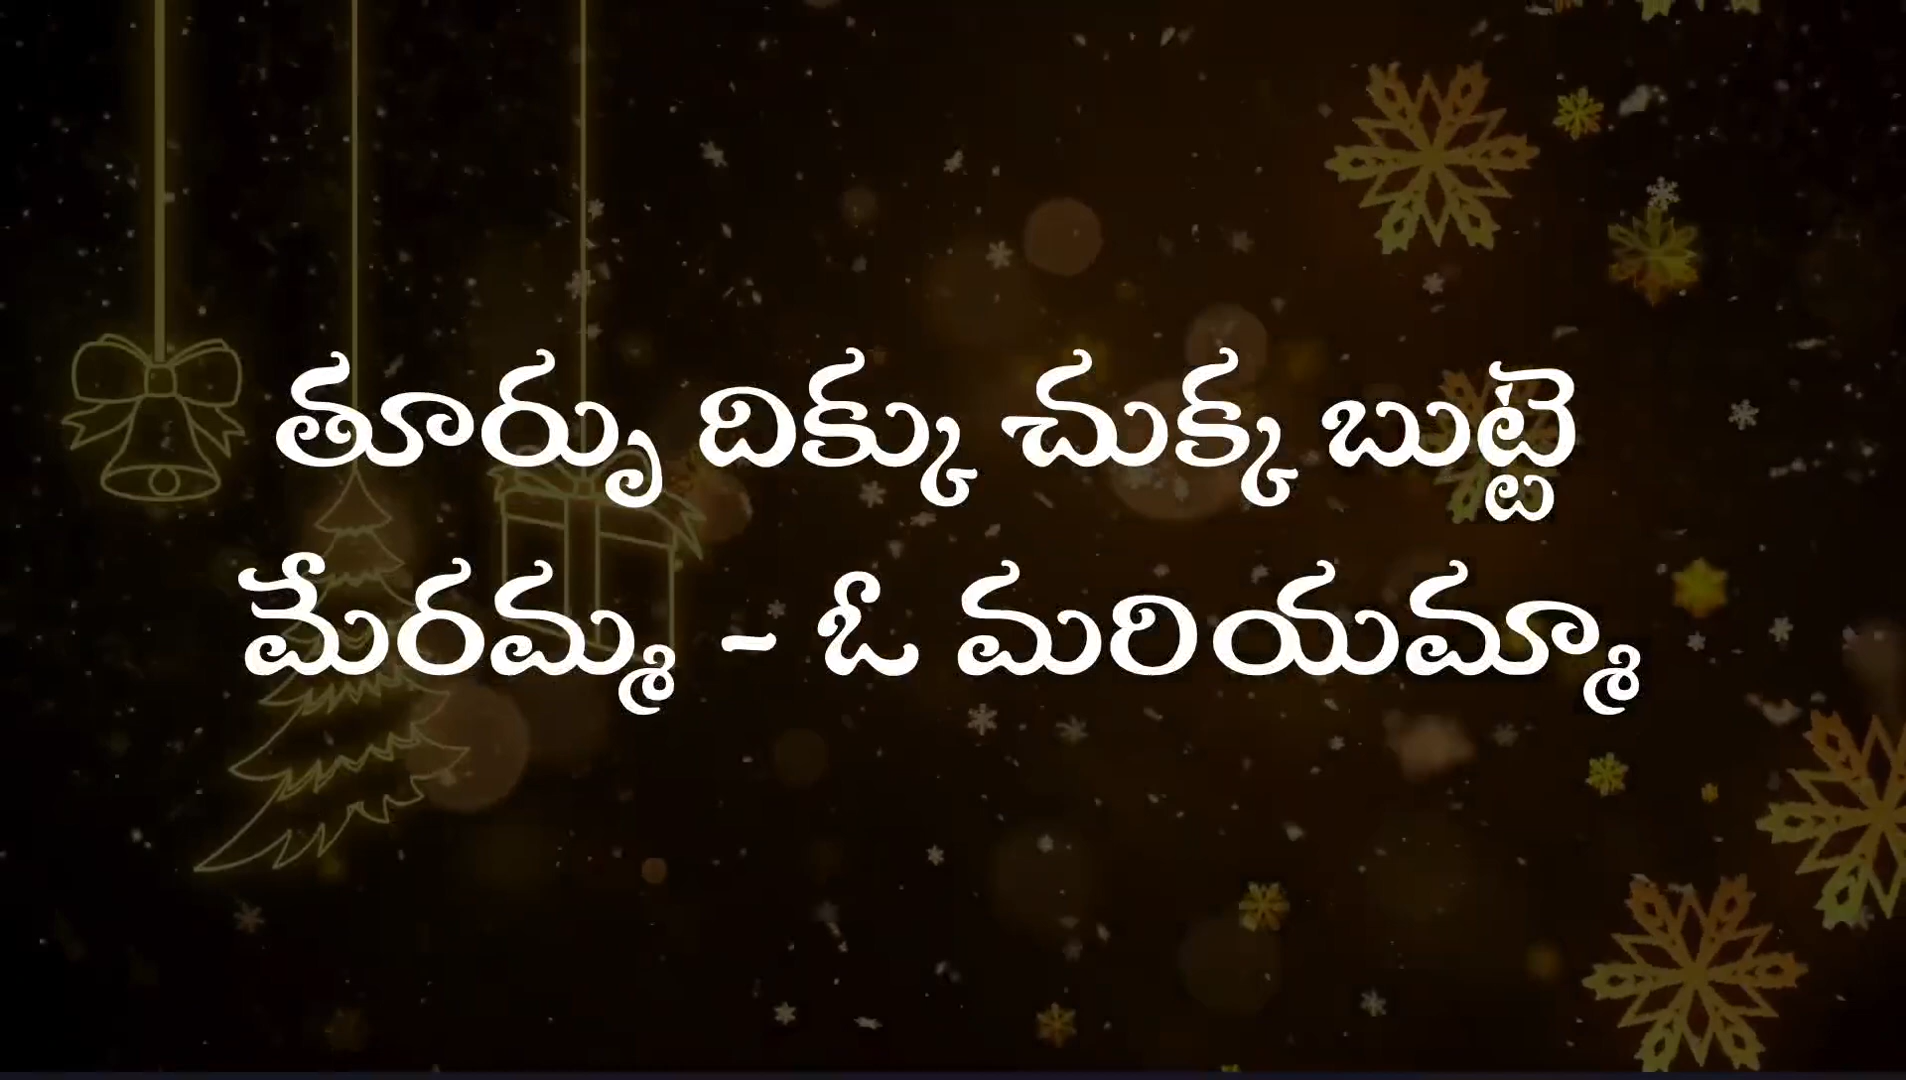 తూర్పు దిక్కు చుక్క బుట్టె
మేరమ్మ - ఓ మరియమ్మా